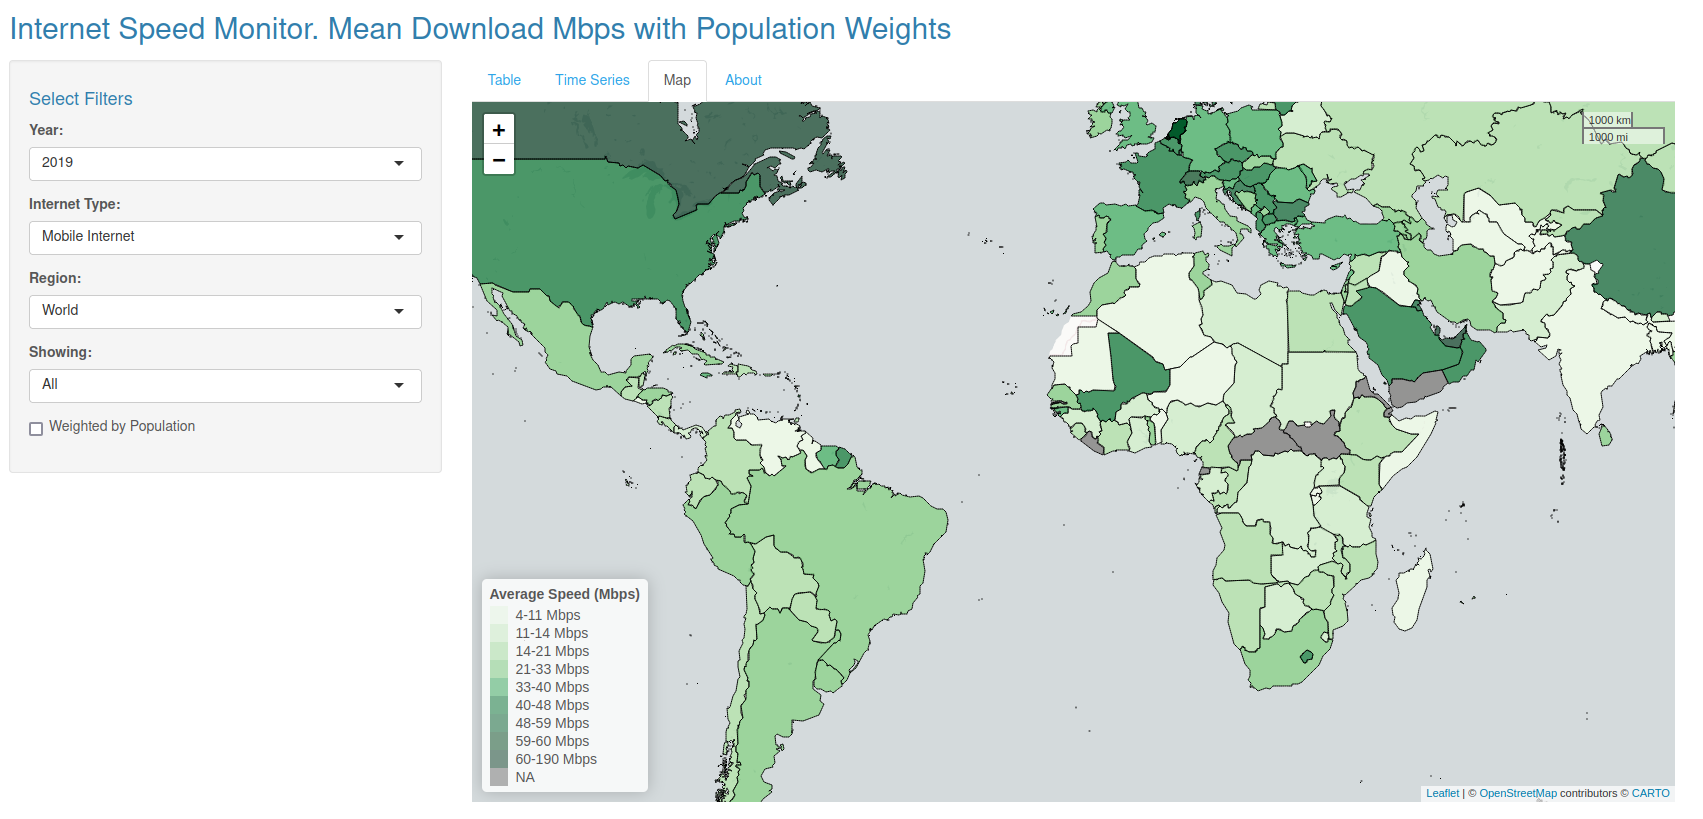 Internet Speed Monitor. Mean Download Mbps with Population Weights
Select Filters
Year:
2019
Internet Type:
Mobile Internet
Region:
World
Showing:
All
Weighted by Population
Table
Time Series
Map
About
+
−
1000 km
1000 mi
Average Speed (Mbps)
4-11 Mbps
11-14 Mbps
14-21 Mbps
21-33 Mbps
33-40 Mbps
40-48 Mbps
48-59 Mbps
59-60 Mbps
60-190 Mbps
NA
Leaflet | © OpenStreetMap contributors © CARTO